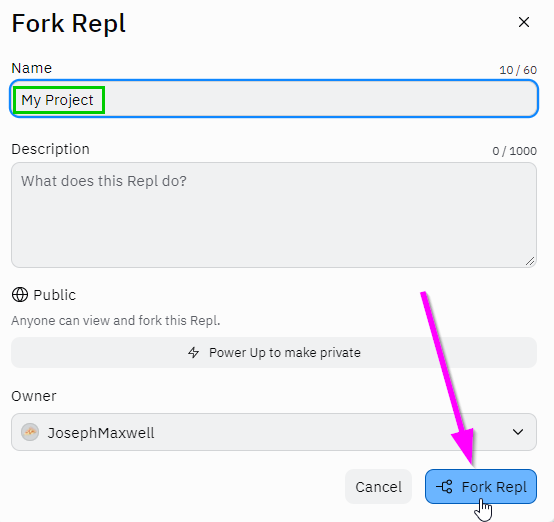 Fork Repl
Name
10 / 60
My Project
Description
0 / 1000
What does this Repl do?
Public
Anyone can view and fork this Repl.
Power Up to make private
Owner
JosephMaxwell
Cancel
Fork Repl